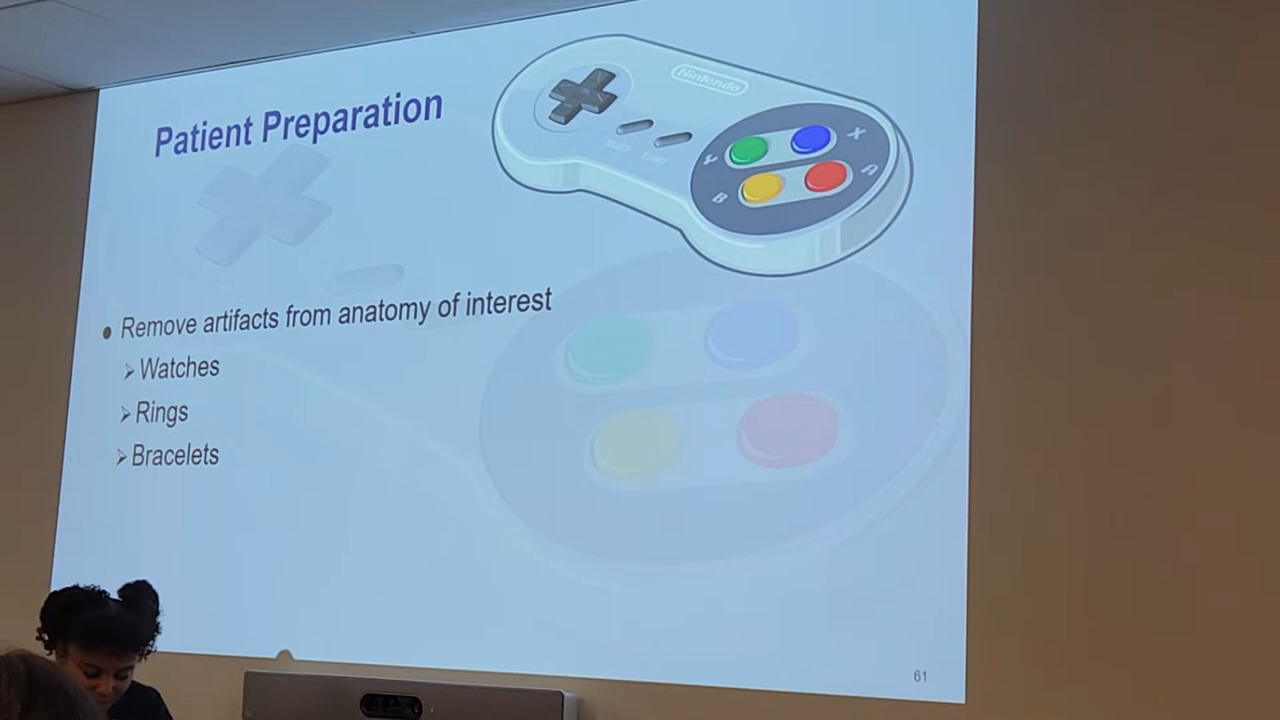 Patient Preparation
Nintendo
X
Y
A
B
• Remove artifacts from anatomy of interest
➢ Watches
➢ Rings
➢ Bracelets
61